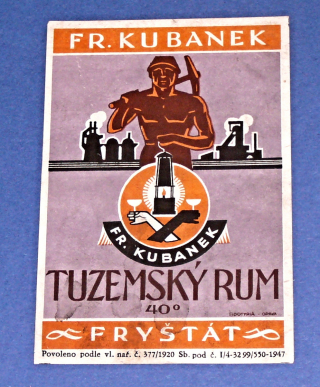 FR. KUBANEK
FR. KUBANEK
TUZEMSKÝ RUM
40°
FRYŠTÁT
Povoleno podle vl. nař. č. 377/1920 Sb. pod č. I/4-3299/550-1947